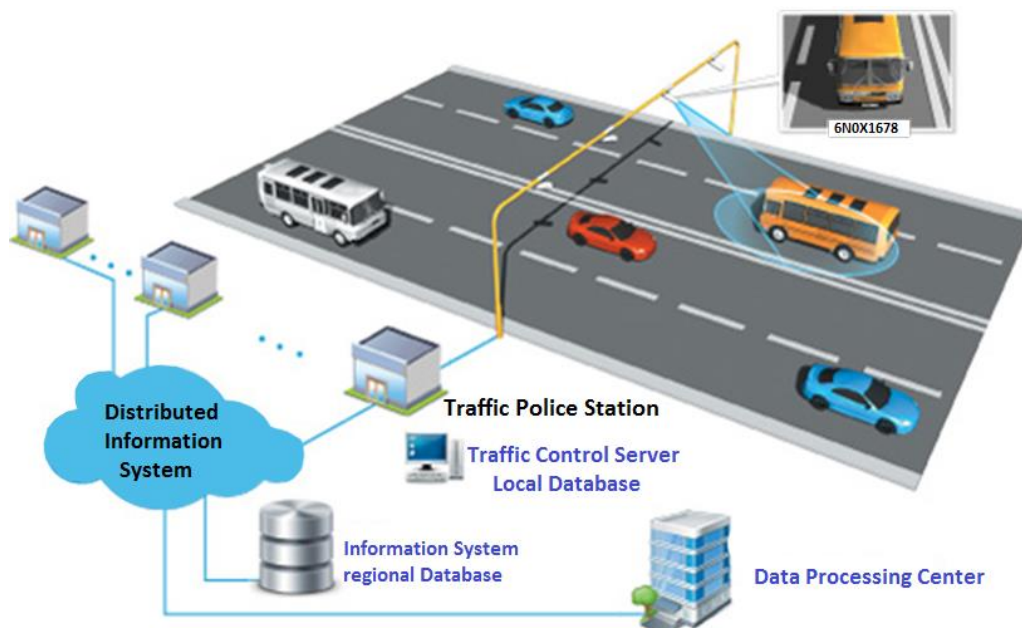 6N0X1678
Distributed
Information
System
Traffic Police Station
Traffic Control Server
Local Database
Information System
regional Database
Data Processing Center